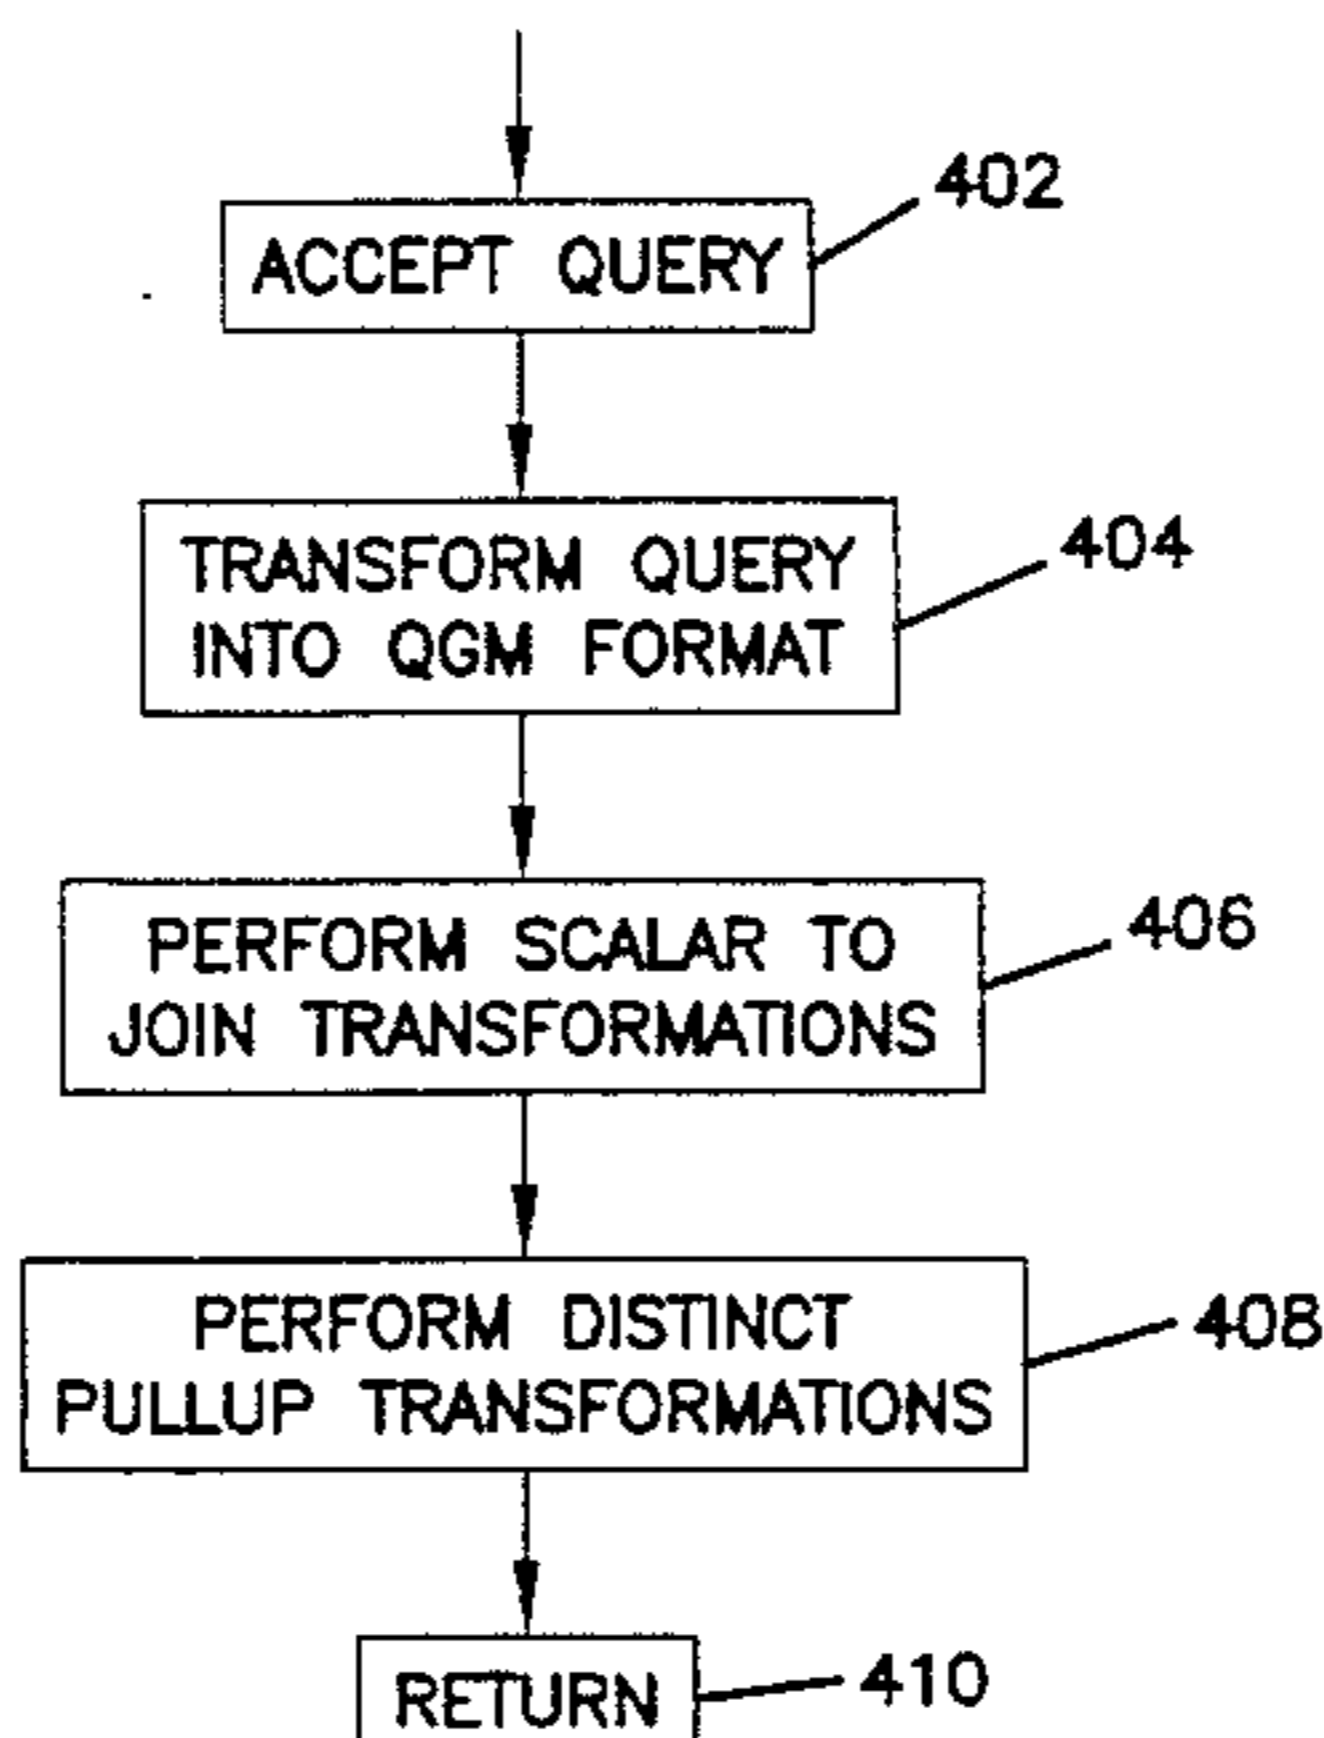 402
ACCEPT QUERY
404
TRANSFORM QUERY
INTO QGM FORMAT
406
PERFORM SCALAR TO
JOIN TRANSFORMATIONS
408
PERFORM DISTINCT
PULLUP TRANSFORMATIONS
410
RETURN